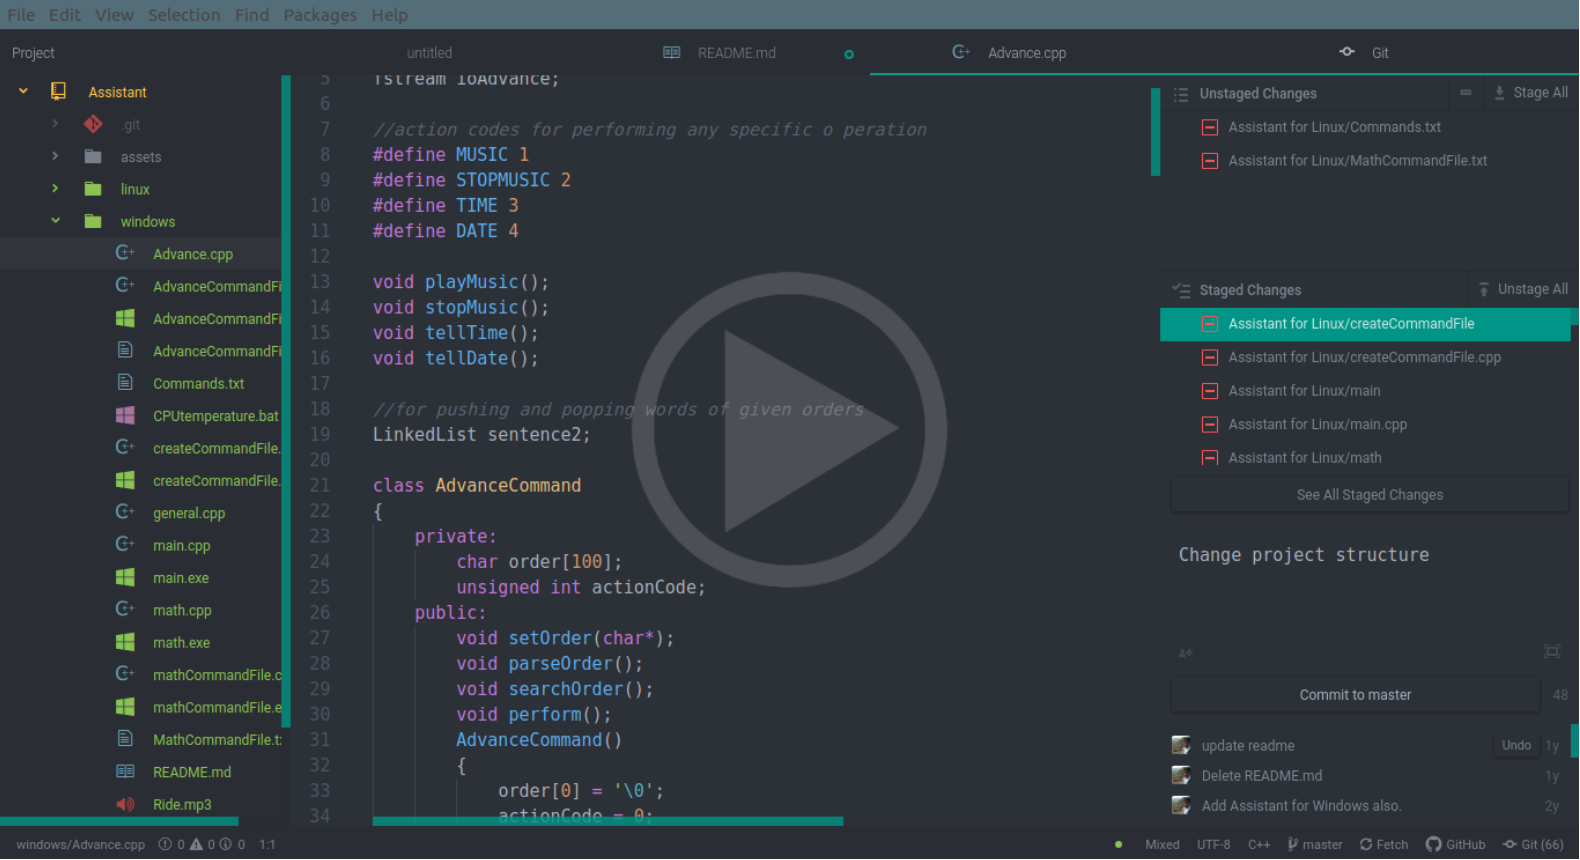 File Edit View Selection Find Packages Help
Project
untitled
README.md
Advance.cpp
Git
Assistant
.git
assets
linux
windows
Advance.cpp
AdvanceCommandFi
AdvanceCommandFi
AdvanceCommandFi
Commands.txt
CPUtemperature.bat
createCommandFile.
createCommandFile.
general.cpp
main.cpp
main.exe
math.cpp
math.exe
mathCommandFile.c
mathCommandFile.e
MathCommandFile.t
README.md
Ride.mp3
5 fstream ioAdvance;
6
7 //action codes for performing any specific o peration
8 #define MUSIC 1
9 #define STOPMUSIC 2
10 #define TIME 3
11 #define DATE 4
12
13 void playMusic();
14 void stopMusic();
15 void tellTime();
16 void tellDate();
17
18 //for pushing and popping words of given orders
19 LinkedList sentence2;
20
21 class AdvanceCommand
22 {
23 private:
24 char order[100];
25 unsigned int actionCode;
26 public:
27 void setOrder(char*);
28 void parseOrder();
29 void searchOrder();
30 void perform();
31 AdvanceCommand()
32 {
33 order[0] = '\0';
34 actionCode = 0;
Unstaged Changes
Stage All
Assistant for Linux/Commands.txt
Assistant for Linux/MathCommandFile.txt
Staged Changes
Unstage All
Assistant for Linux/createCommandFile
Assistant for Linux/createCommandFile.cpp
Assistant for Linux/main
Assistant for Linux/main.cpp
Assistant for Linux/math
See All Staged Changes
Change project structure
Commit to master 48
update readme Undo 1y
Delete README.md 1y
Add Assistant for Windows also. 2y
windows/Advance.cpp 0 0 0 1:1 Mixed UTF-8 C++ master Fetch GitHub Git (66)